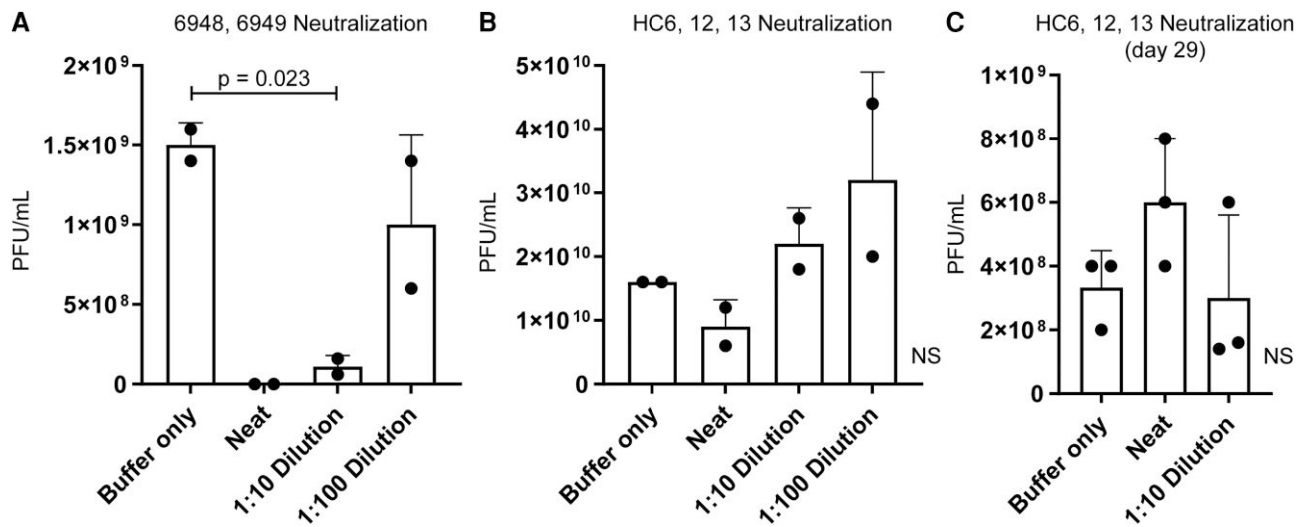 A
6948, 6949 Neutralization
2×10⁹
1.5×10⁹
1×10⁹
5×10⁸
0
PFU/mL
p = 0.023
Buffer only
Neat
1:10 Dilution
1:100 Dilution
B
HC6, 12, 13 Neutralization
5×10¹⁰
4×10¹⁰
3×10¹⁰
2×10¹⁰
1×10¹⁰
0
PFU/mL
NS
Buffer only
Neat
1:10 Dilution
1:100 Dilution
C
HC6, 12, 13 Neutralization
(day 29)
1×10⁹
8×10⁸
6×10⁸
4×10⁸
2×10⁸
0
PFU/mL
NS
Buffer only
Neat
1:10 Dilution